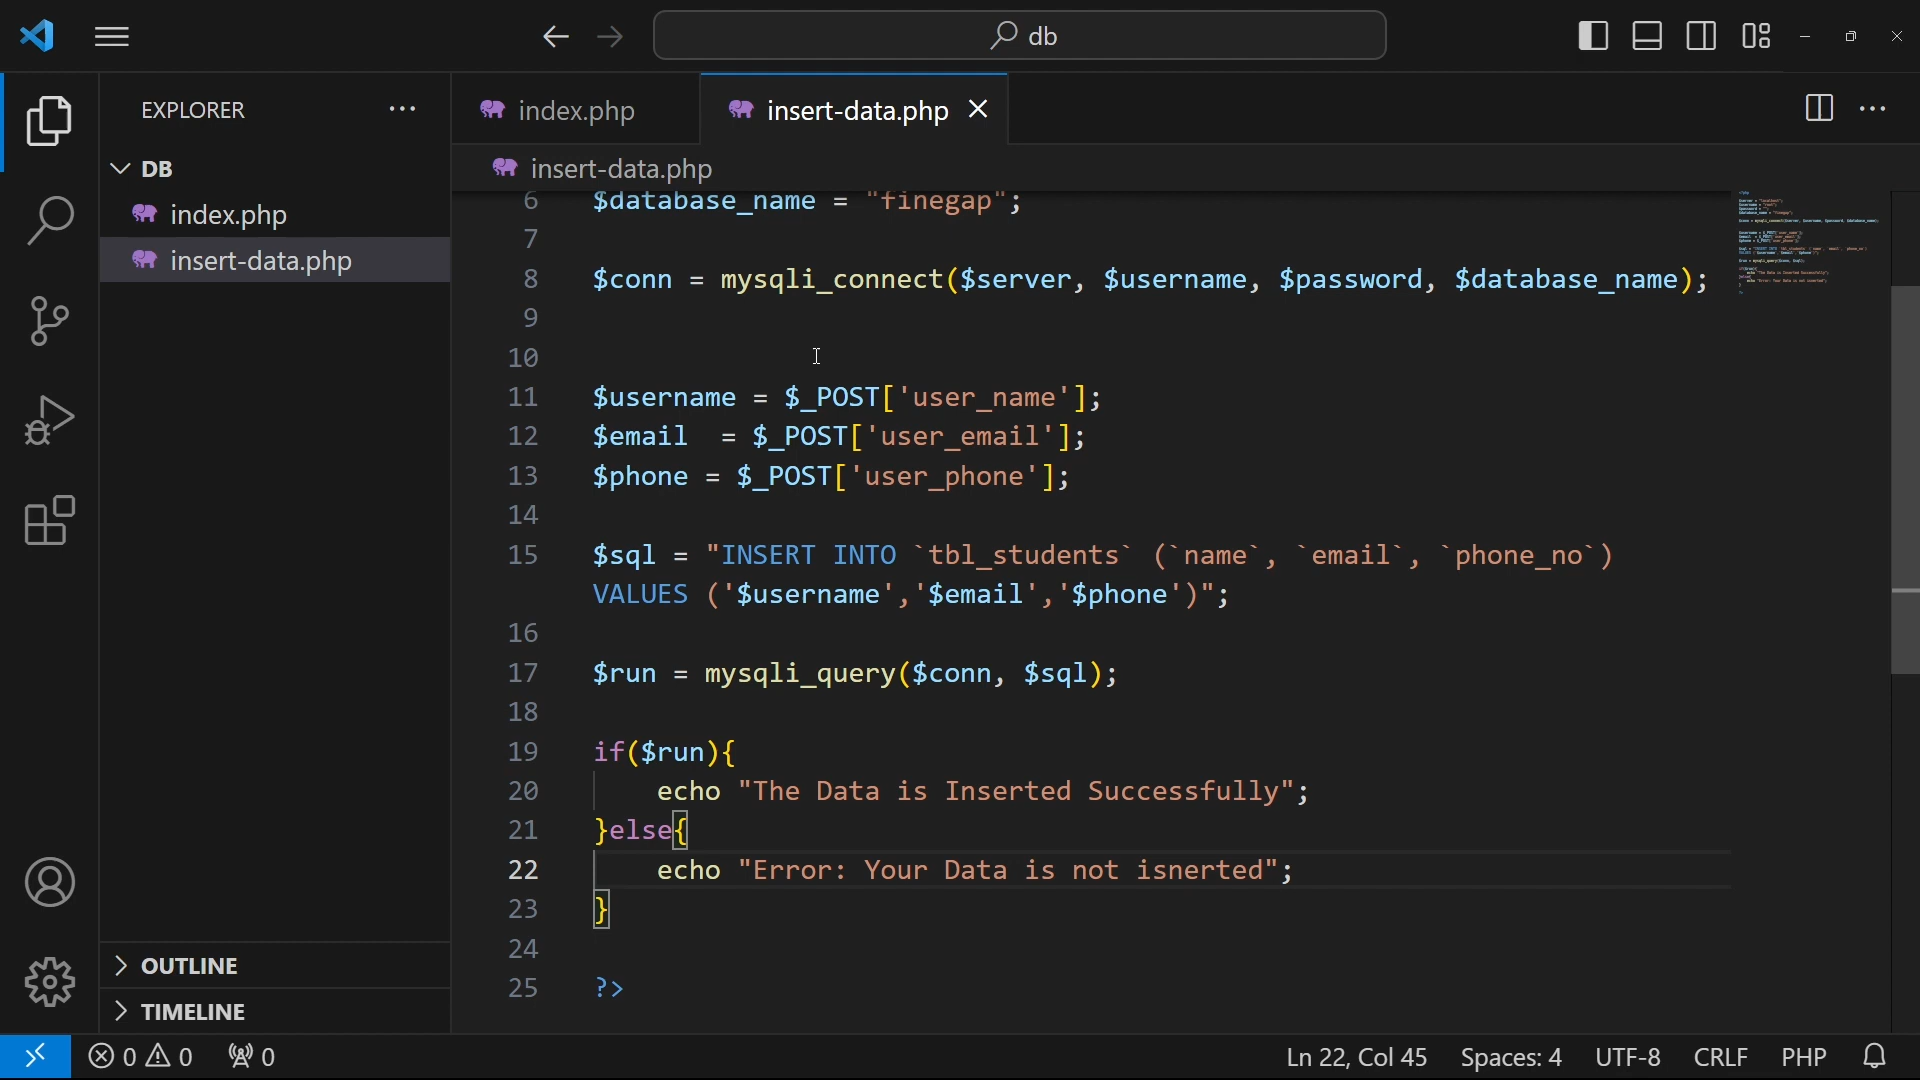 db
EXPLORER
DB
index.php
insert-data.php
OUTLINE
TIMELINE
index.php
insert-data.php
insert-data.php
6 $database_name = "finegap";
7
8 $conn = mysqli_connect($server, $username, $password, $database_name);
9
10
11 $username = $_POST['user_name'];
12 $email  = $_POST['user_email'];
13 $phone = $_POST['user_phone'];
14
15 $sql = "INSERT INTO `tbl_students` (`name`, `email`, `phone_no`)
VALUES ('$username','$email','$phone')";
16
17 $run = mysqli_query($conn, $sql);
18
19 if($run){
20     echo "The Data is Inserted Successfully";
21 }else{
22     echo "Error: Your Data is not isnerted";
23 }
24
25 ?>
0 0 0
Ln 22, Col 45 Spaces: 4 UTF-8 CRLF PHP